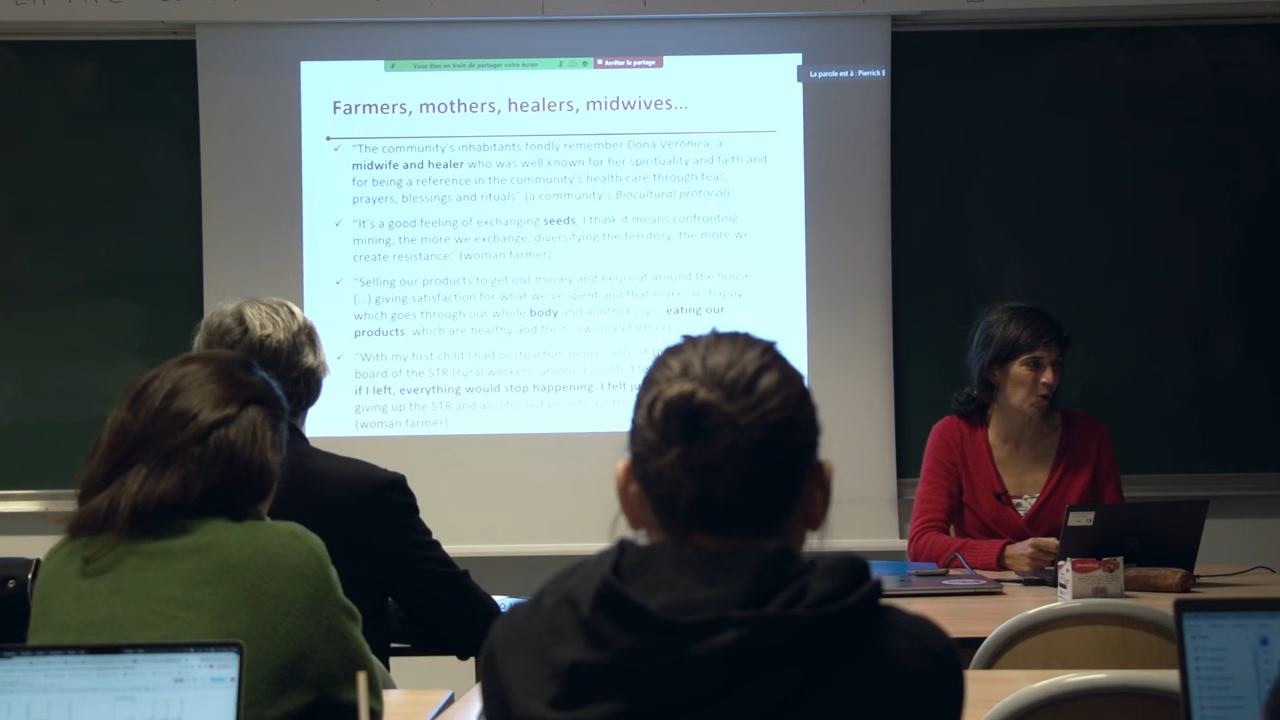 Vous êtes en train de partager votre écran
Arrêter le partage
La parole est à : Pierrick
Farmers, mothers, healers, midwives...
✓ "The community's inhabitants fondly remember Dona Veronica, a
midwife and healer who was well known for her spirituality and faith and
for being a reference in the community's health care through teas,
prayers, blessings and rituals" (a community's Biocultural protocol)
✓ "It's a good feeling of exchanging seeds, I think it means confronting
mining, the more we exchange, diversifying the territory, the more we
create resistance" (woman farmer)
✓ "Selling our products to get our money and help out around the house
(...) giving satisfaction for what we've spent and that makes us happy
which goes through our whole body and another joy eating our
products, which are healthy and fresh" (woman farmer)
✓ "With my first child I had postpartum depression
board of the STR (rural workers' union), I couldn't
if I left, everything would stop happening. I felt
giving up the STR and also for not
(woman farmer)